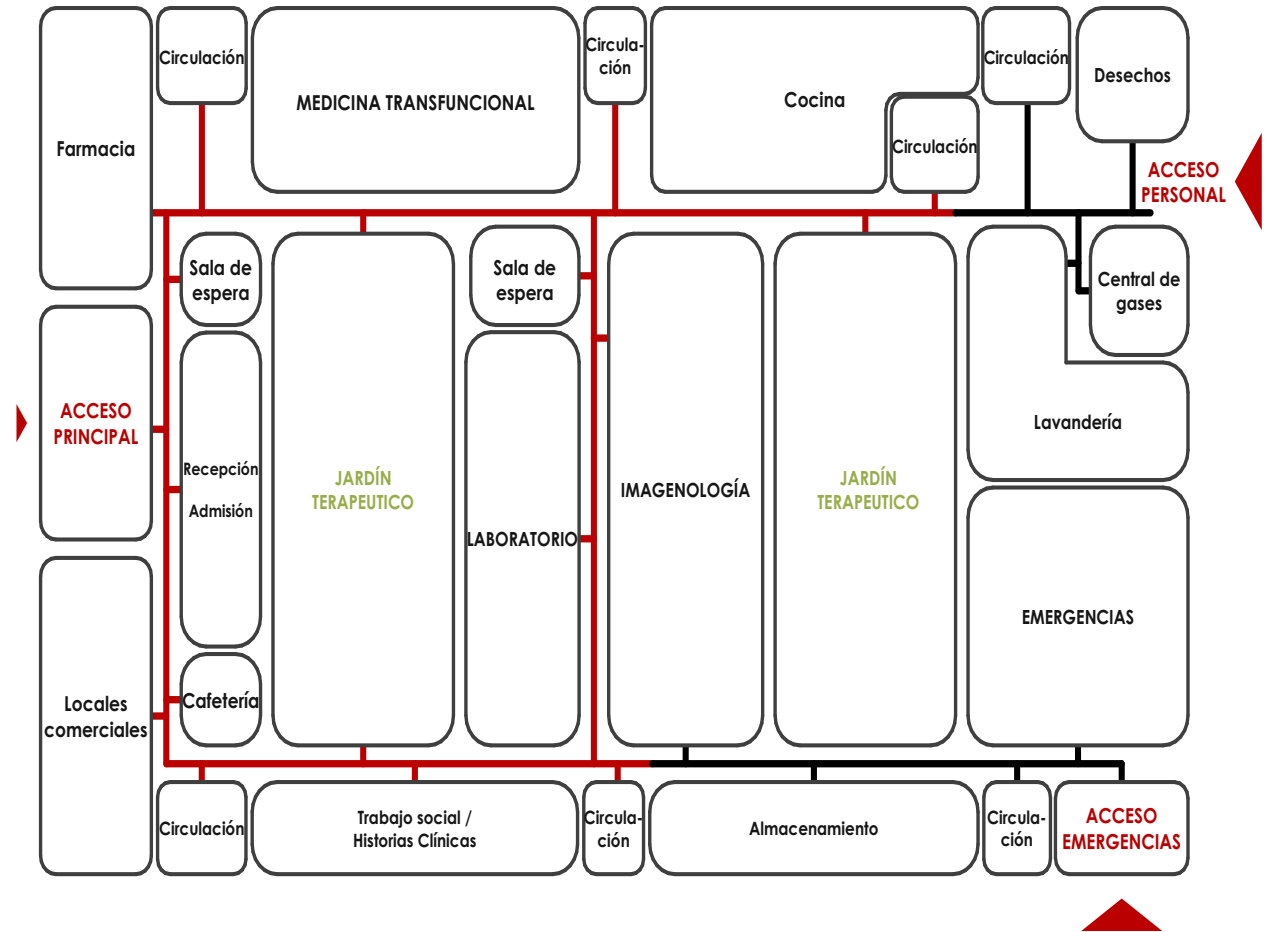 Circulación
MEDICINA TRANSFUNCIONAL
Circula-
ción
Cocina
Circulación
Desechos
Farmacia
Circulación
ACCESO
PERSONAL
Sala de
espera
Sala de
espera
Central de
gases
ACCESO
PRINCIPAL
Lavandería
Recepción
Admisión
JARDÍN
TERAPEUTICO
LABORATORIO
IMAGENOLOGÍA
JARDÍN
TERAPEUTICO
EMERGENCIAS
Locales
comerciales
Cafetería
Circulación
Trabajo social /
Historias Clínicas
Circula-
ción
Almacenamiento
Circula-
ción
ACCESO
EMERGENCIAS